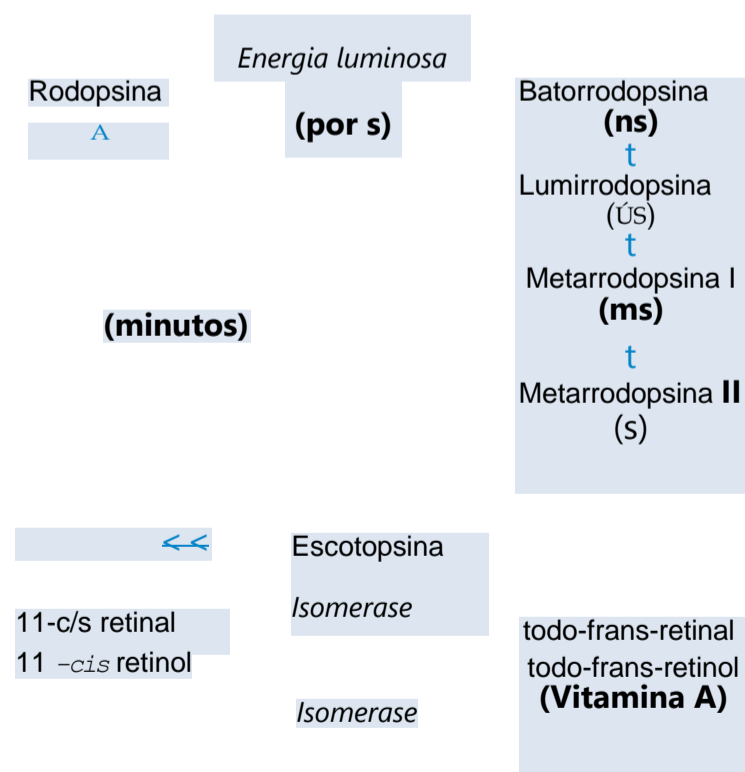 Energia luminosa
Rodopsina
(por s)
A
Batorrodopsina
(ns)
t
Lumirrodopsina
(ÚS)
t
Metarrodopsina I
(ms)
(minutos)
t
Metarrodopsina II
(s)
<<
Escotopsina
Isomerase
11-c/s retinal
11 –cis retinol
todo-frans-retinal
todo-frans-retinol
(Vitamina A)
Isomerase